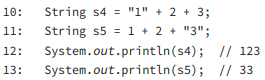 10:   String s4 = "1" + 2 + 3;
11:   String s5 = 1 + 2 + "3";
12:   System.out.println(s4);  // 123
13:   System.out.println(s5);  // 33